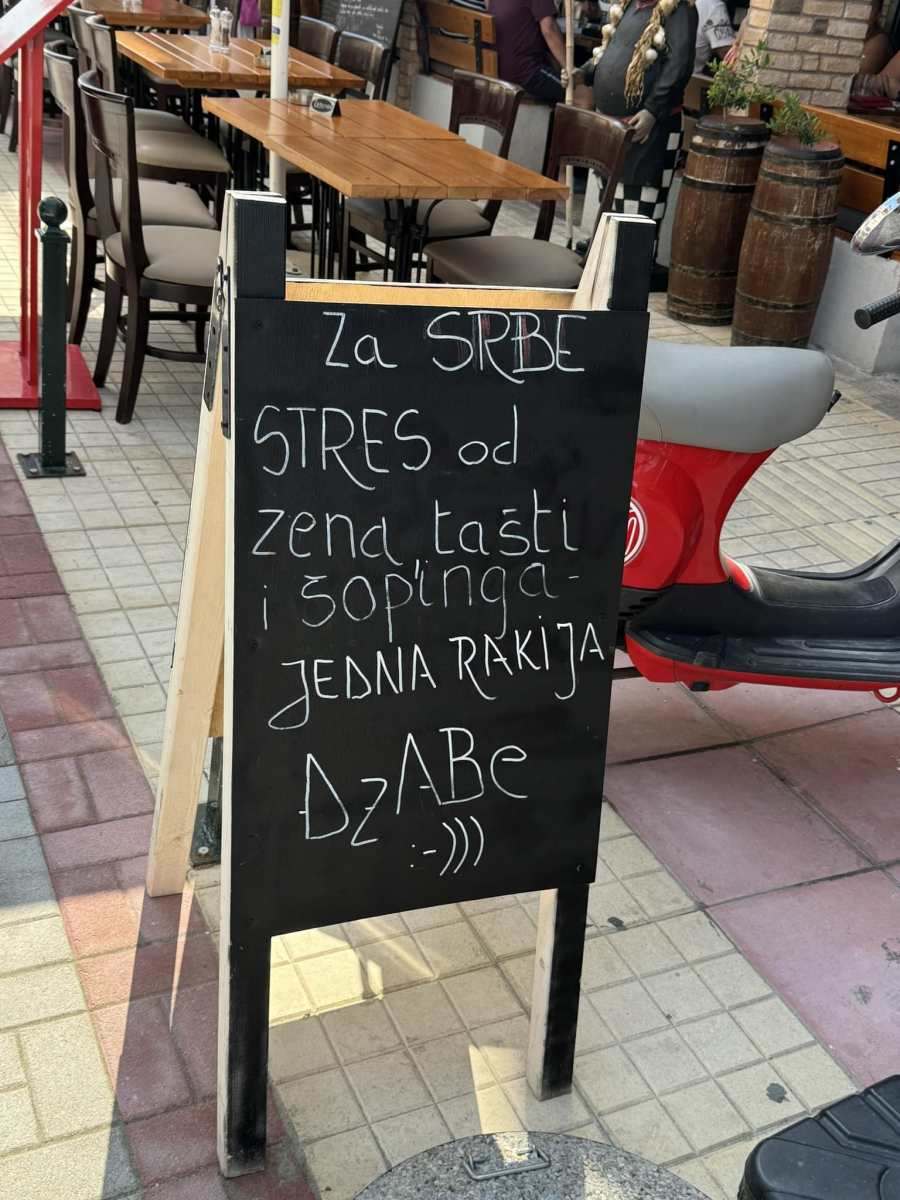 Za SRBE
STRES od
zena, tašti
i šopinga-
JEDNA RAKIJA
DzABe
:-)))